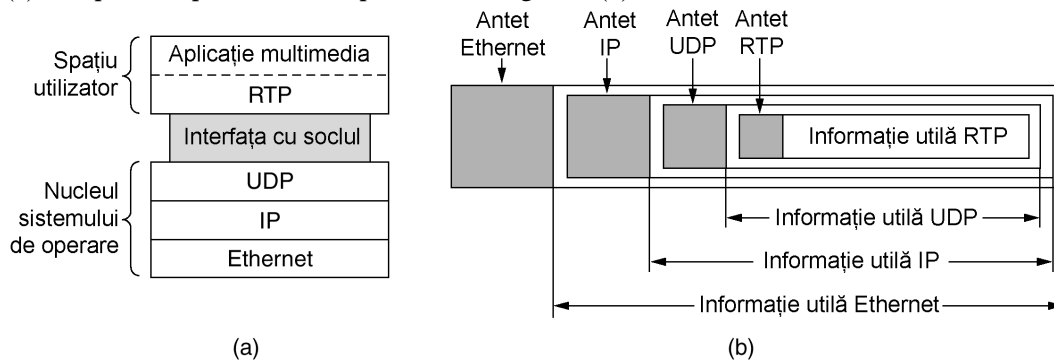 Spațiu
utilizator
Aplicație multimedia
RTP
Interfața cu soclul
Nucleul
sistemului
de operare
UDP
IP
Ethernet
(a)
Antet
Ethernet
Antet
IP
Antet
UDP
Antet
RTP
Informație utilă RTP
Informație utilă UDP
Informație utilă IP
Informație utilă Ethernet
(b)